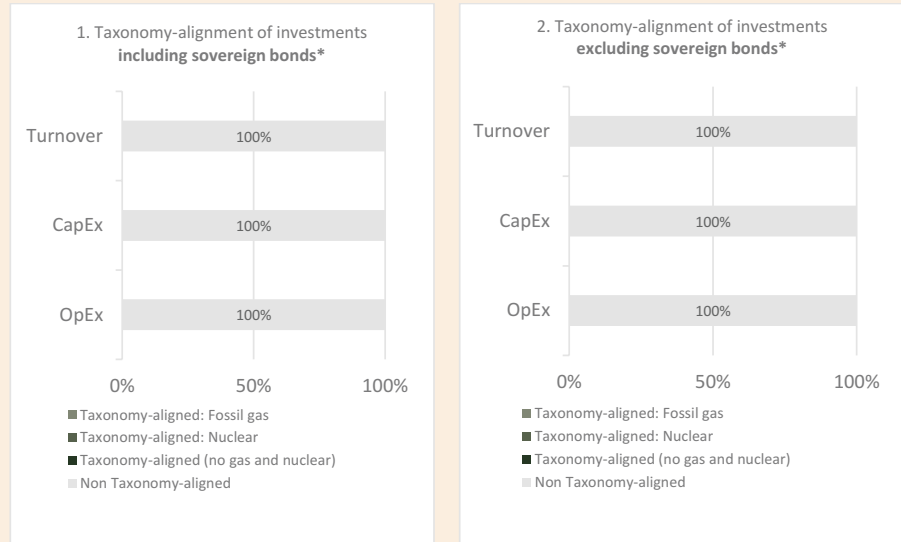 1. Taxonomy-alignment of investments
including sovereign bonds*
Turnover
100%
CapEx
100%
OpEx
100%
0%
50%
100%
Taxonomy-aligned: Fossil gas
Taxonomy-aligned: Nuclear
Taxonomy-aligned (no gas and nuclear)
Non Taxonomy-aligned
2. Taxonomy-alignment of investments
excluding sovereign bonds*
Turnover
100%
CapEx
100%
OpEx
100%
0%
50%
100%
Taxonomy-aligned: Fossil gas
Taxonomy-aligned: Nuclear
Taxonomy-aligned (no gas and nuclear)
Non Taxonomy-aligned